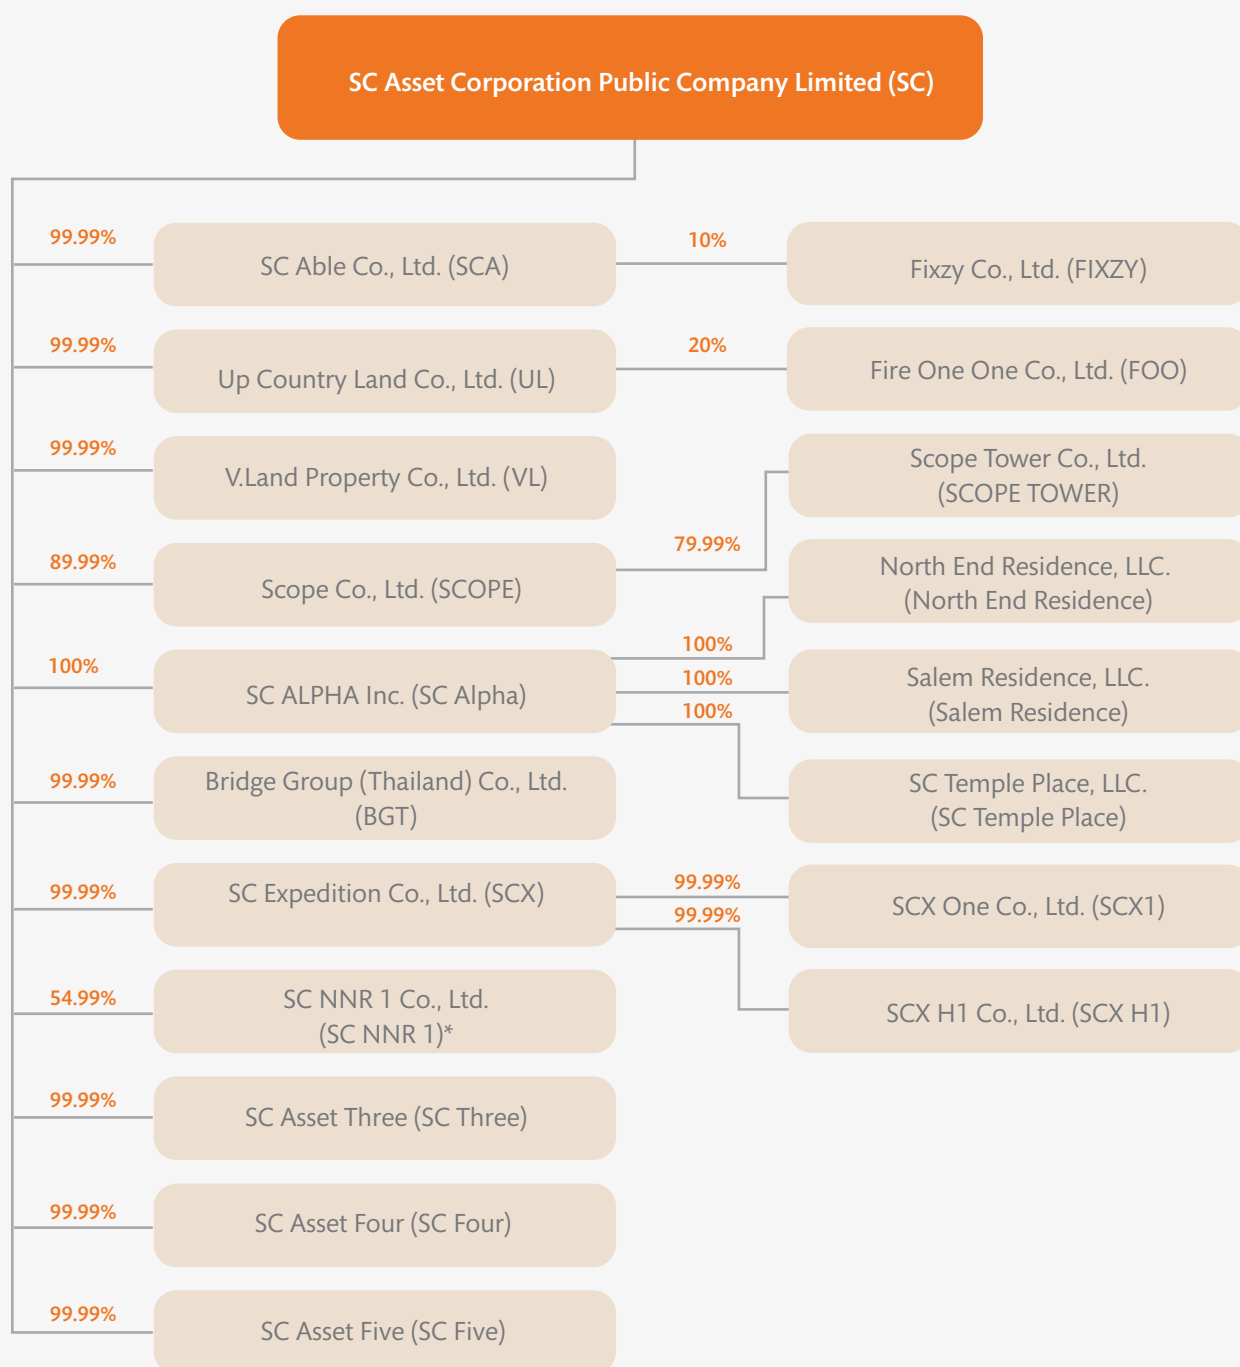 SC Asset Corporation Public Company Limited (SC)
99.99%
SC Able Co., Ltd. (SCA)
10%
Fixzy Co., Ltd. (FIXZY)
99.99%
Up Country Land Co., Ltd. (UL)
20%
Fire One One Co., Ltd. (FOO)
99.99%
V.Land Property Co., Ltd. (VL)
89.99%
Scope Co., Ltd. (SCOPE)
79.99%
Scope Tower Co., Ltd.
(SCOPE TOWER)
100%
SC ALPHA Inc. (SC Alpha)
100%
North End Residence, LLC.
(North End Residence)
100%
Salem Residence, LLC.
(Salem Residence)
100%
SC Temple Place, LLC.
(SC Temple Place)
99.99%
Bridge Group (Thailand) Co., Ltd.
(BGT)
99.99%
SC Expedition Co., Ltd. (SCX)
99.99%
SCX One Co., Ltd. (SCX1)
99.99%
SCX H1 Co., Ltd. (SCX H1)
54.99%
SC NNR 1 Co., Ltd.
(SC NNR 1)*
99.99%
SC Asset Three (SC Three)
99.99%
SC Asset Four (SC Four)
99.99%
SC Asset Five (SC Five)